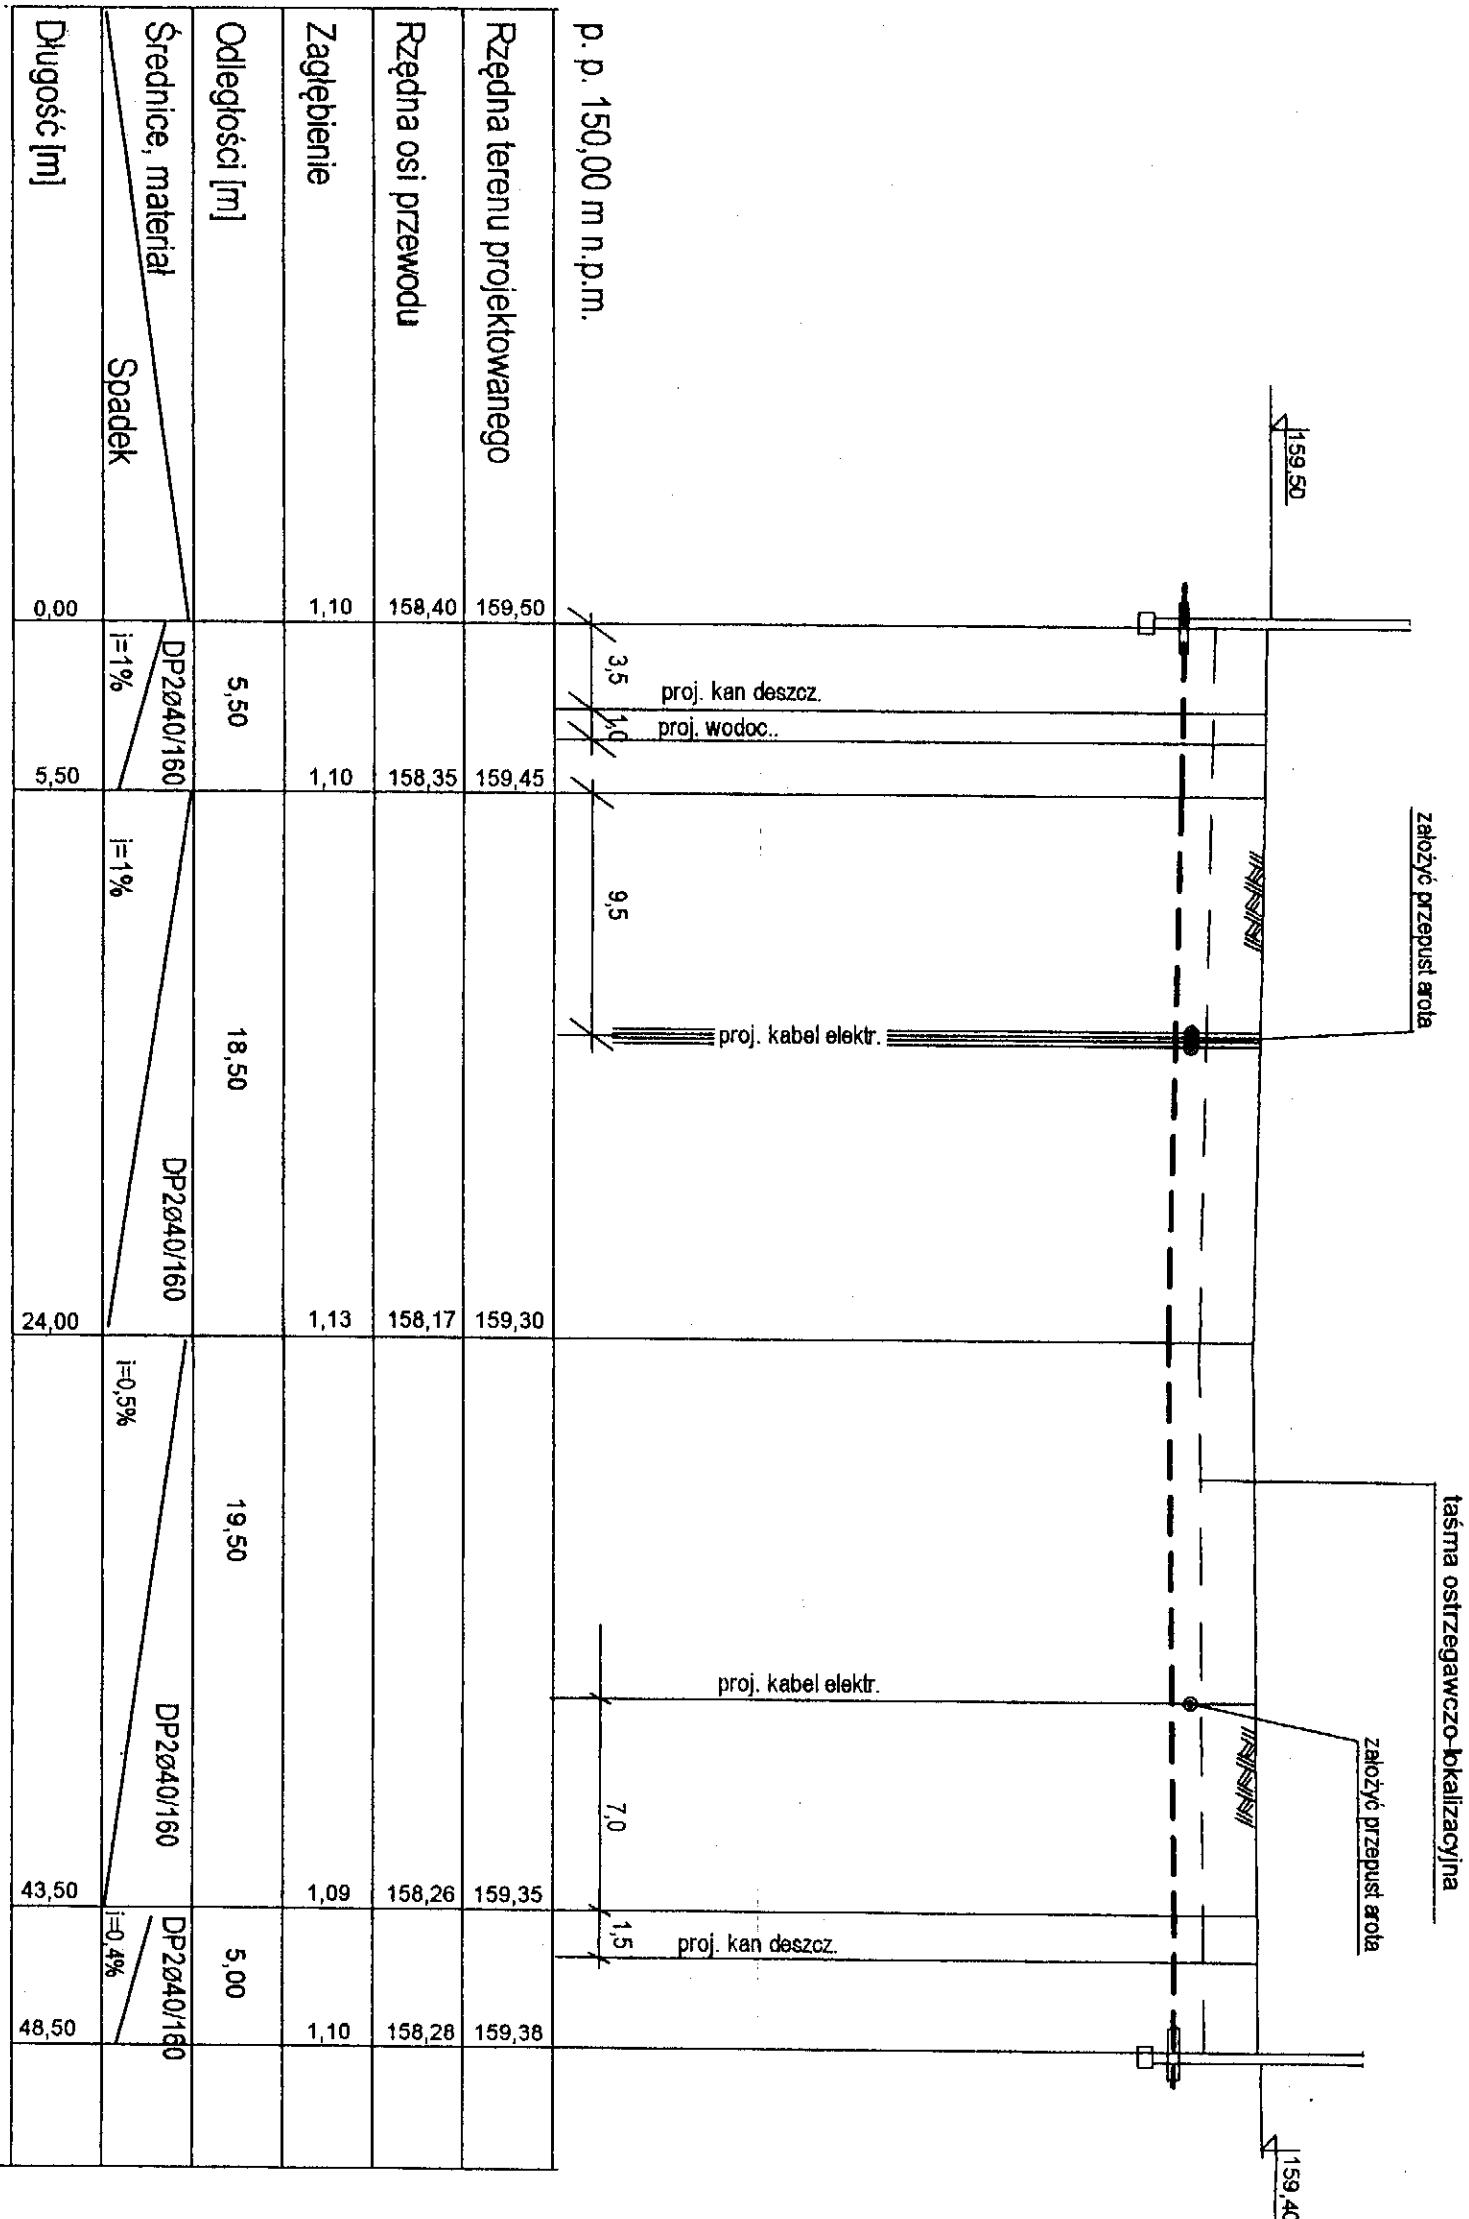 159,50
założyć przepust arota
taśma ostrzegawczo-lokalizacyjna
założyć przepust arota
159,40
proj. kan deszcz.
proj. wodoc..
proj. kabel elektr.
proj. kabel elektr.
proj. kan deszcz.
p. p. 150,00 m n.p.m.
3,5 1,0 9,5 7,0 1,5
Rzędna terenu projektowanego 159,50 159,45 159,30 159,35 159,38
Rzędna osi przewodu 158,40 158,35 158,17 158,26 158,28
Zagłębienie 1,10 1,10 1,13 1,09 1,10
Odległości [m] 5,50 18,50 19,50 5,00
Średnice, materiał DP2ø40/160 DP2ø40/160 DP2ø40/160 DP2ø40/160
Spadek i=1% i=1% i=0,5% i=0,4%
Długość [m] 0,00 5,50 24,00 43,50 48,50